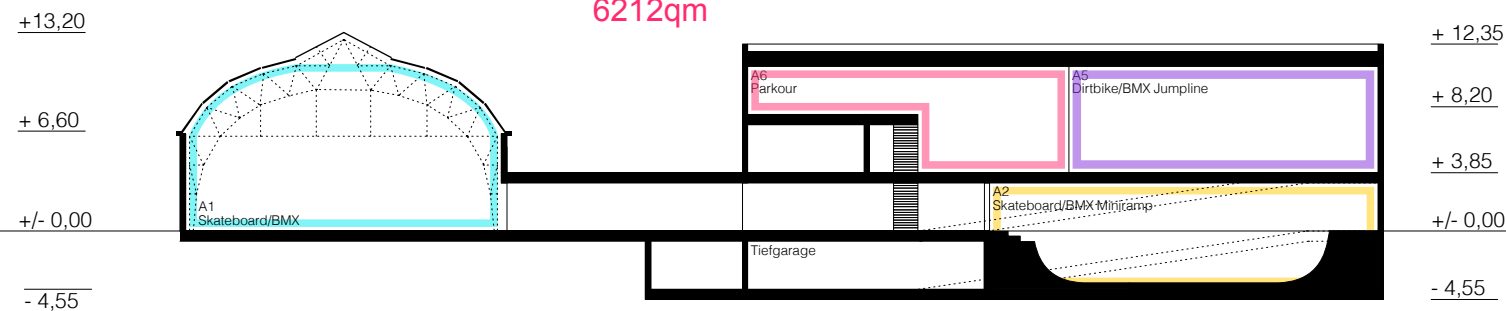 6212qm
+13,20
+ 6,60
+/- 0,00
- 4,55
A1
Skateboard/BMX
A6
Parkour
A5
Dirtbike/BMX Jumpline
A2
Skateboard/BMX Miniramp
Tiefgarage
+ 12,35
+ 8,20
+ 3,85
+/- 0,00
- 4,55